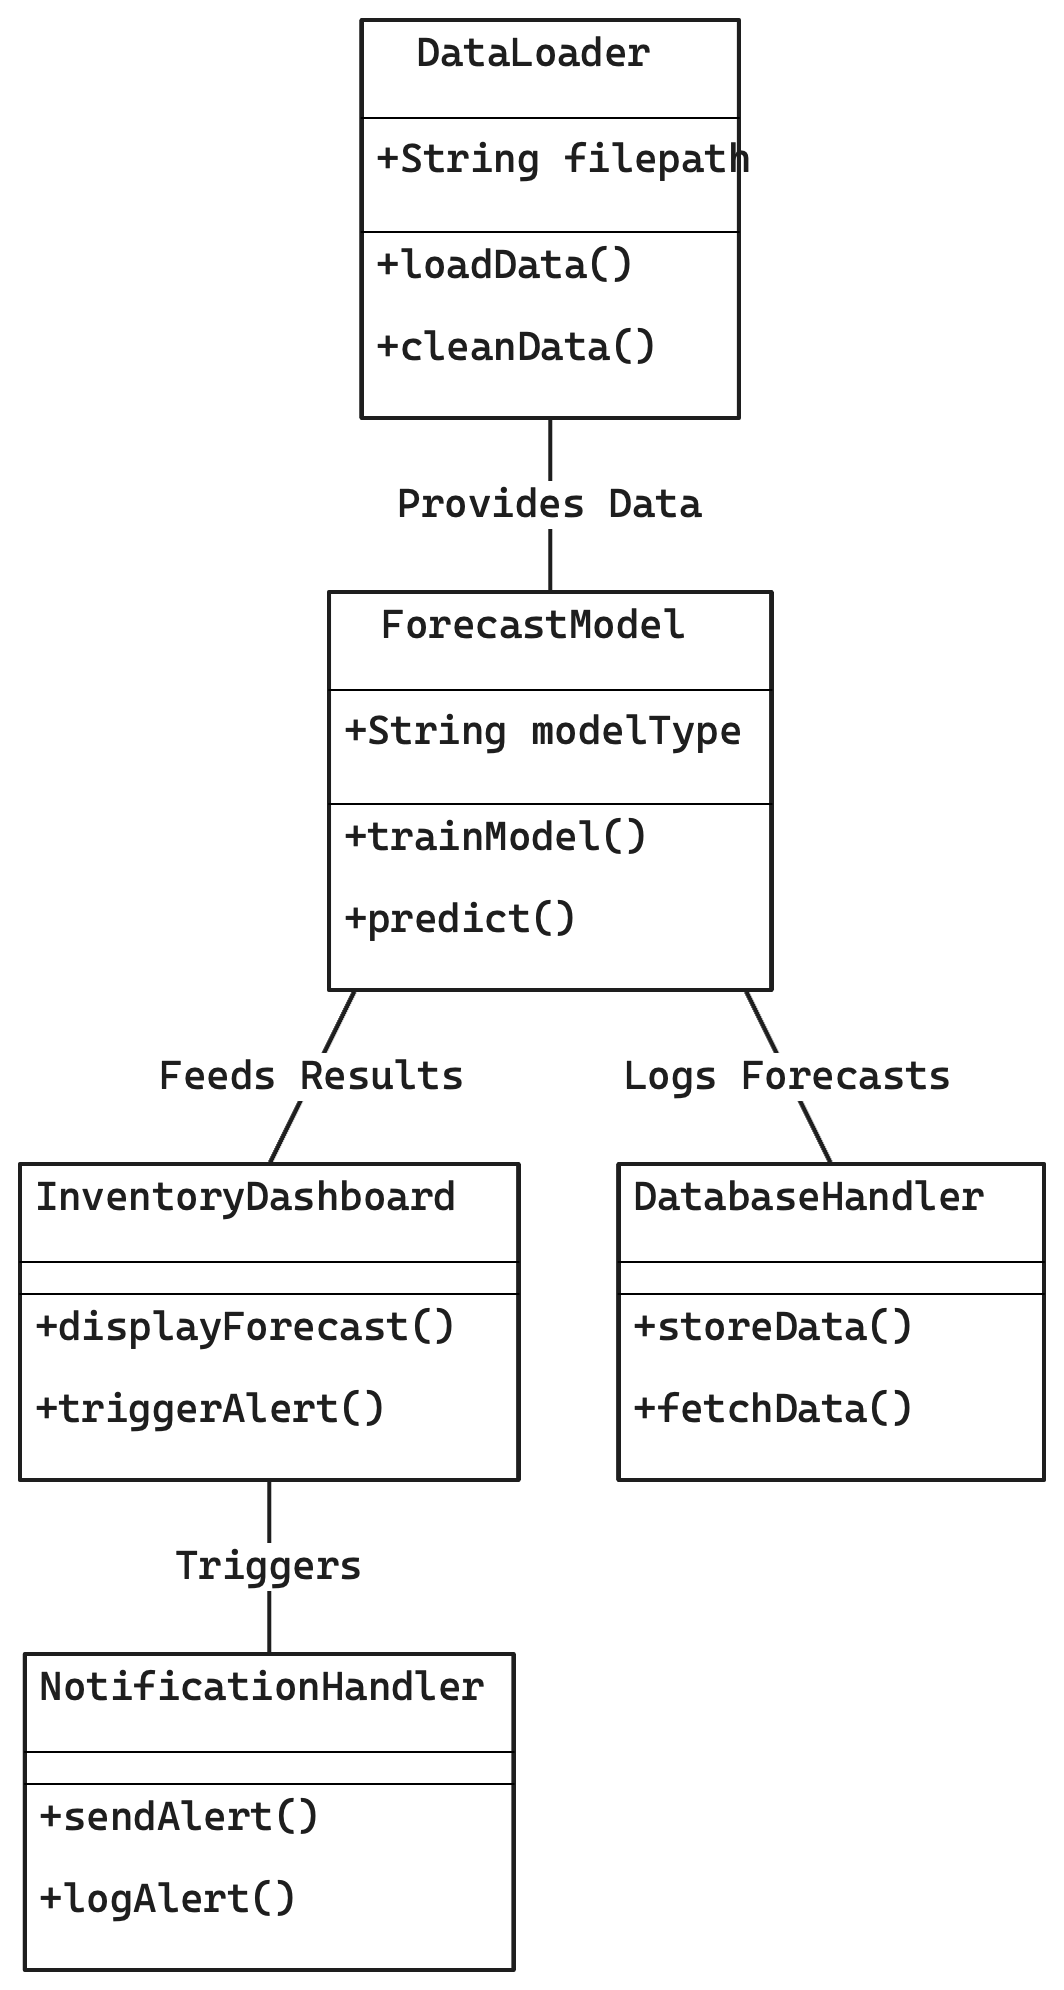 DataLoader
+String filepath
+loadData()
+cleanData()
Provides Data
ForecastModel
+String modelType
+trainModel()
+predict()
Feeds Results
Logs Forecasts
InventoryDashboard
+displayForecast()
+triggerAlert()
DatabaseHandler
+storeData()
+fetchData()
Triggers
NotificationHandler
+sendAlert()
+logAlert()